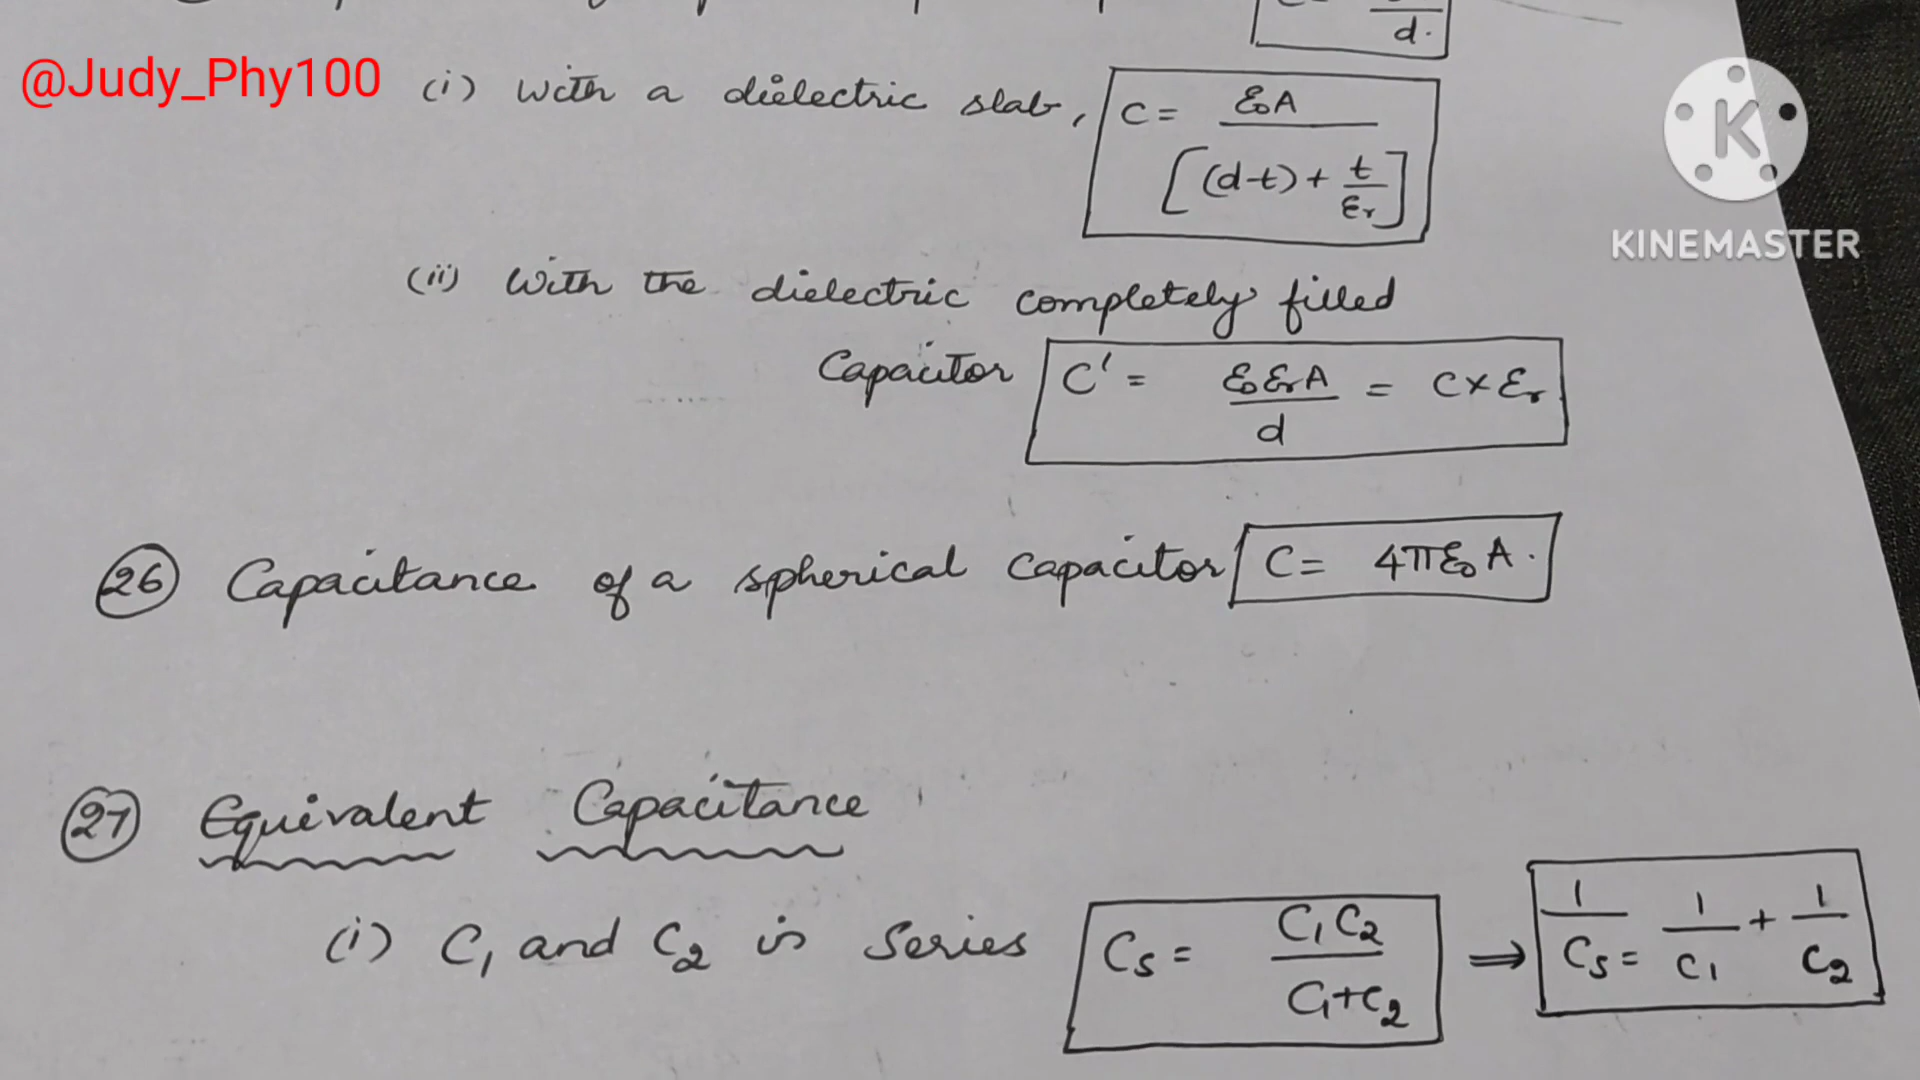 d.
@Judy_Phy100 (i) With a dielectric slab, C = ε₀A / [(d-t) + t/εr]
(ii) With the dielectric completely filled
Capacitor C' = ε₀εrA / d = C × εr
26 Capacitance of a spherical capacitor C = 4πε₀A.
27 Equivalent Capacitance
(i) C₁ and C₂ in Series Cs = C₁C₂ / C₁+C₂ ⟹ 1/Cs = 1/C₁ + 1/C₂
K
KINEMASTER